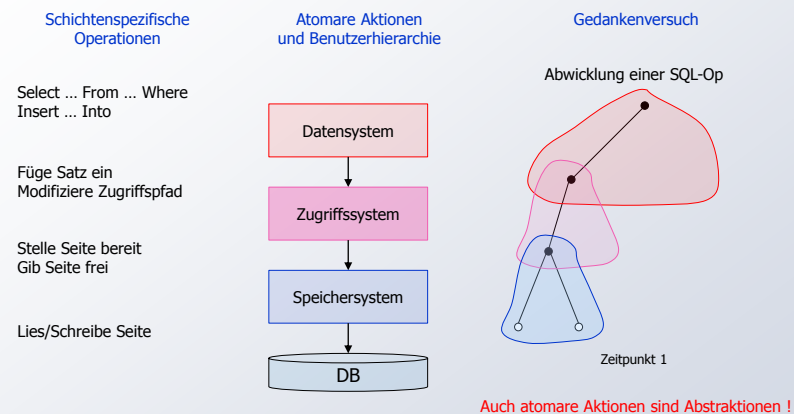 Schichtenspezifische
Operationen
Atomare Aktionen
und Benutzerhierarchie
Gedankenversuch
Select ... From ... Where
Insert ... Into
Füge Satz ein
Modifiziere Zugriffspfad
Stelle Seite bereit
Gib Seite frei
Lies/Schreibe Seite
Datensystem
Zugriffssystem
Speichersystem
DB
Abwicklung einer SQL-Op
Zeitpunkt 1
Auch atomare Aktionen sind Abstraktionen !